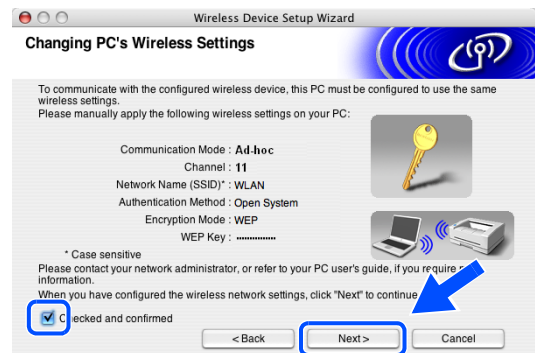 Wireless Device Setup Wizard
Changing PC's Wireless Settings
To communicate with the configured wireless device, this PC must be configured to use the same
wireless settings.
Please manually apply the following wireless settings on your PC:
Communication Mode : Ad-hoc
Channel : 11
Network Name (SSID)* : WLAN
Authentication Method : Open System
Encryption Mode : WEP
WEP Key : ••••••••••••••
* Case sensitive
Please contact your network administrator, or refer to your PC user's guide, if you require
information.
When you have configured the wireless network settings, click "Next" to continue
Checked and confirmed
< Back
Next >
Cancel